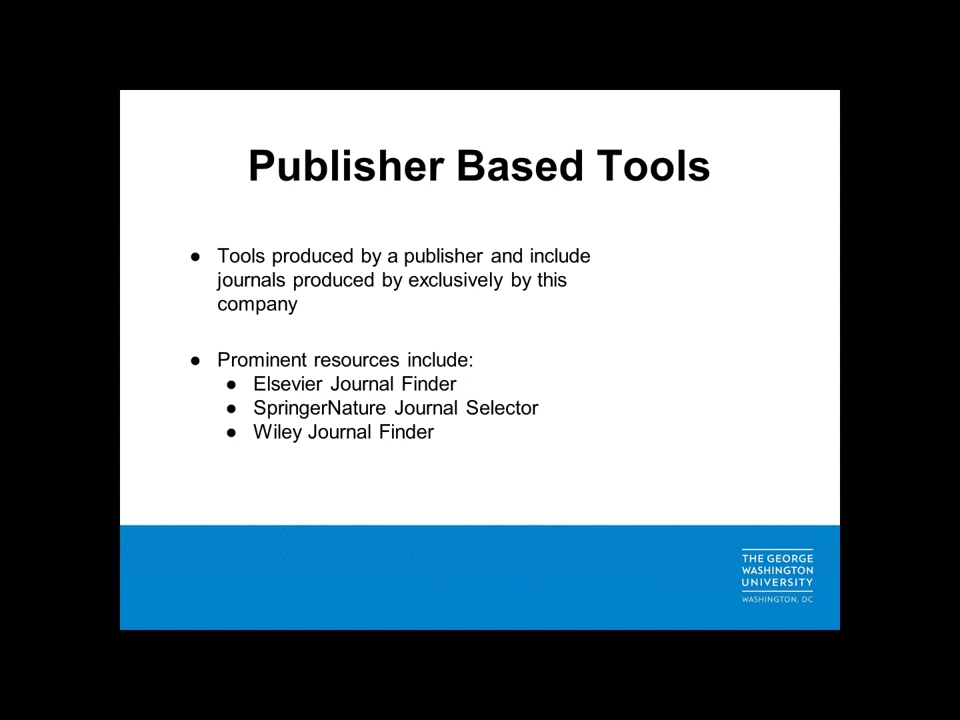 Publisher Based Tools
● Tools produced by a publisher and include
journals produced by exclusively by this
company
● Prominent resources include:
● Elsevier Journal Finder
● SpringerNature Journal Selector
● Wiley Journal Finder
THE GEORGE
WASHINGTON
UNIVERSITY
WASHINGTON, DC